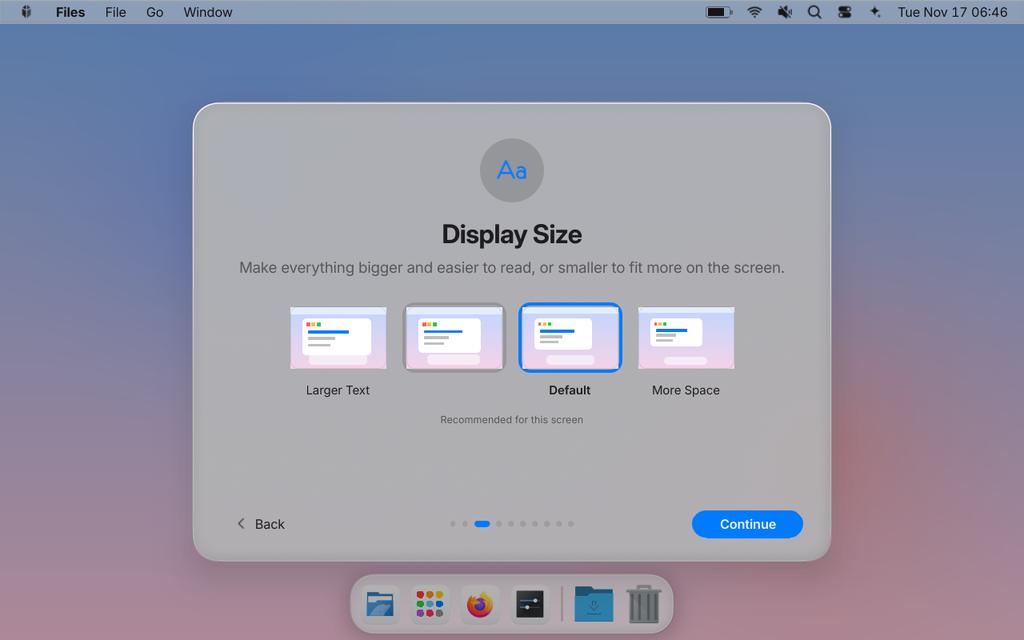 Files File Go Window Tue Nov 17 06:46
Aa
Display Size
Make everything bigger and easier to read, or smaller to fit more on the screen.
Larger Text Default More Space
Recommended for this screen
Back Continue